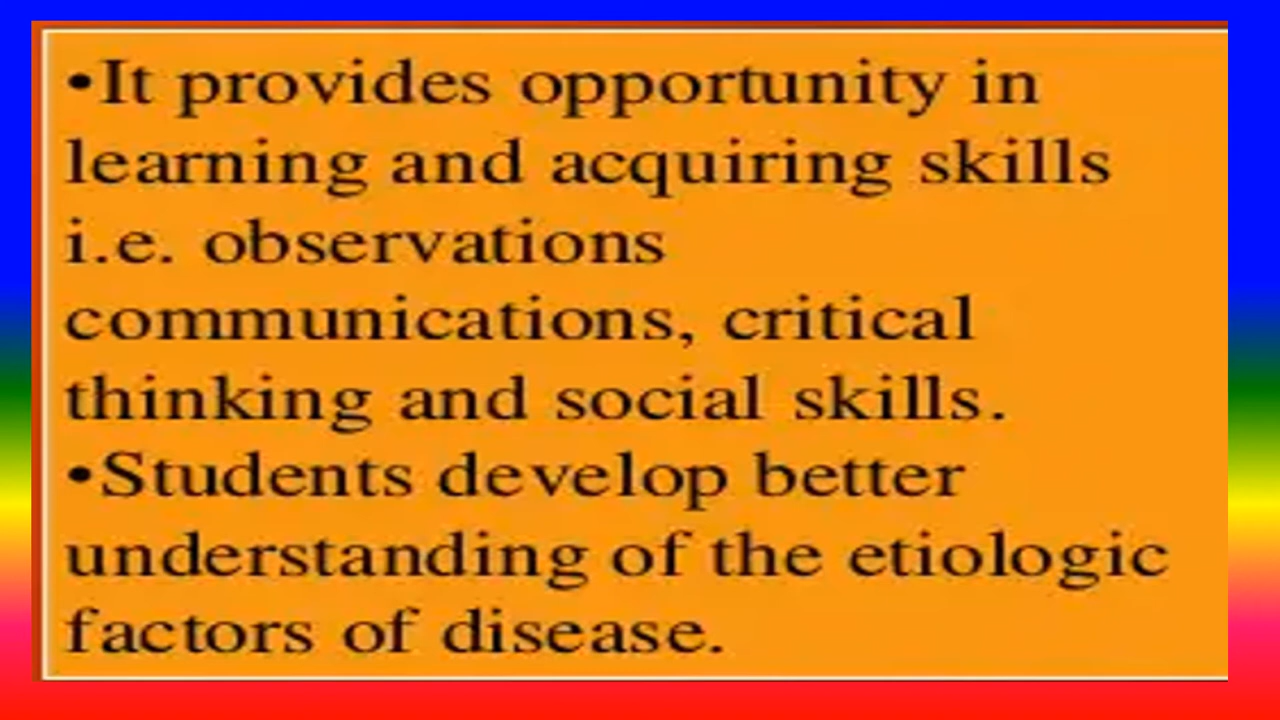 •It provides opportunity in
learning and acquiring skills
i.e. observations
communications, critical
thinking and social skills.
•Students develop better
understanding of the etiologic
factors of disease.